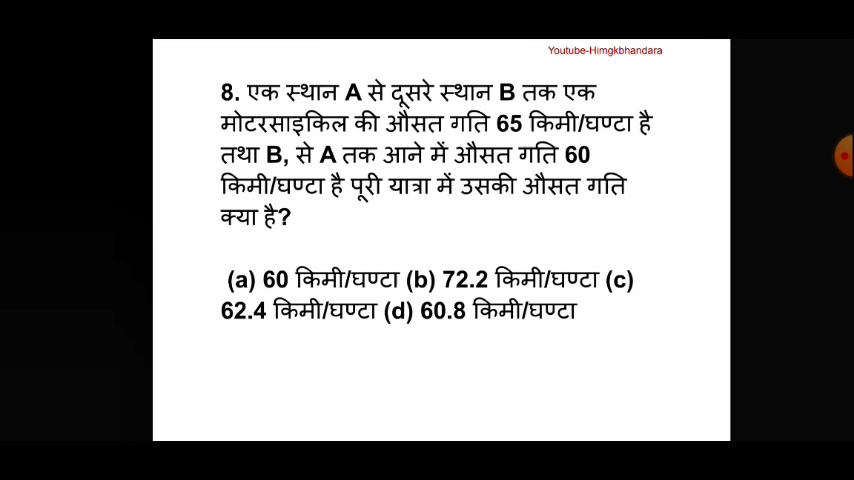 Youtube-Himgkbhandara
8. एक स्थान A से दूसरे स्थान B तक एक
मोटरसाइकिल की औसत गति 65 किमी/घण्टा है
तथा B, से A तक आने में औसत गति 60
किमी/घण्टा है पूरी यात्रा में उसकी औसत गति
क्या है?
(a) 60 किमी/घण्टा (b) 72.2 किमी/घण्टा (c)
62.4 किमी/घण्टा (d) 60.8 किमी/घण्टा